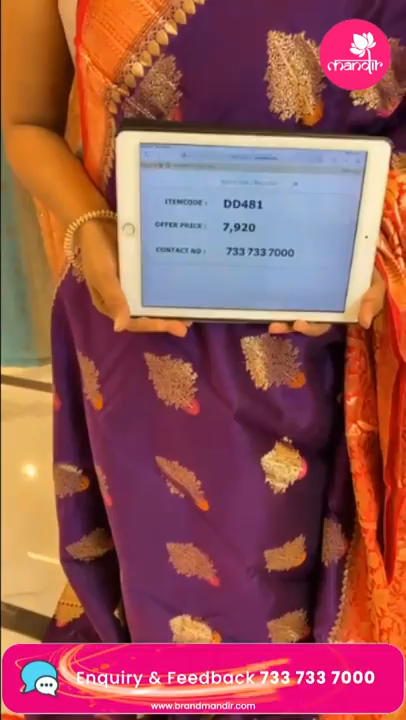 mandir
ITEMCODE : DD481
OFFER PRICE : 7,920
CONTACT NO : 733 733 7000
Enquiry & Feedback 733 733 7000
www.brandmandir.com